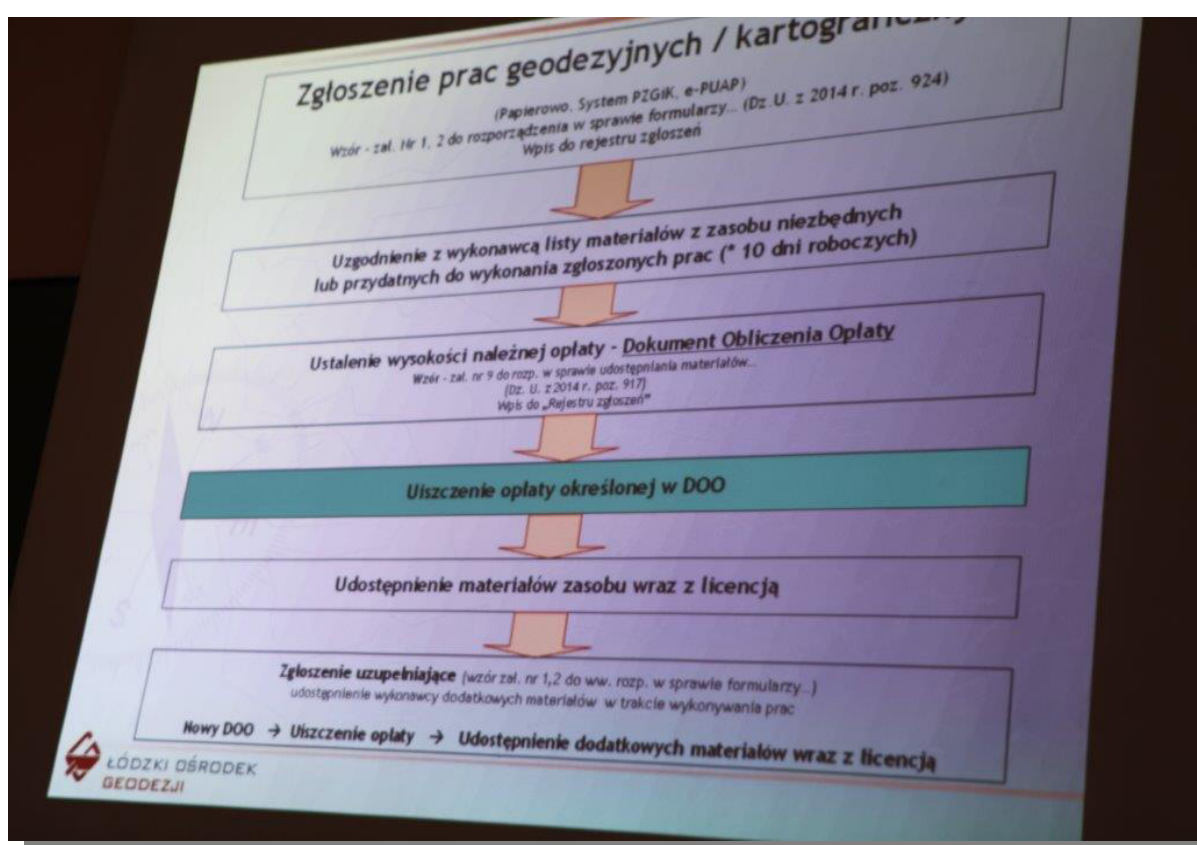 Zgłoszenie prac geodezyjnych /
(Papierowo, System PZGiK, e-PUAP)
Wzór - zał. Nr 1, 2 do rozporządzenia w sprawie formularzy... (Dz.U. z 2014 r. poz. 924)
Wpis do rejestru zgłoszeń
Uzgodnienie z wykonawcą listy materiałów z zasobu niezbędnych
lub przydatnych do wykonania zgłoszonych prac (* 10 dni roboczych)
Ustalenie wysokości należnej opłaty - Dokument Obliczenia Opłaty
Wzór - zał. nr 9 do rozp. w sprawie udostępniania materiałów...
(Dz. U. z 2014 r. poz. 917)
Wpis do „Rejestru zgłoszeń"
Uiszczenie opłaty określonej w DOO
Udostępnienie materiałów zasobu wraz z licencją
Zgłoszenie uzupełniające (wzór zał. nr 1,2 do ww. rozp. w sprawie formularzy...)
udostępnienie wykonawcy dodatkowych materiałów w trakcie wykonywania prac
Nowy DOO → Uiszczenie opłaty → Udostępnienie dodatkowych materiałów wraz z licencją
ŁÓDZKI OŚRODEK
GEODEZJI